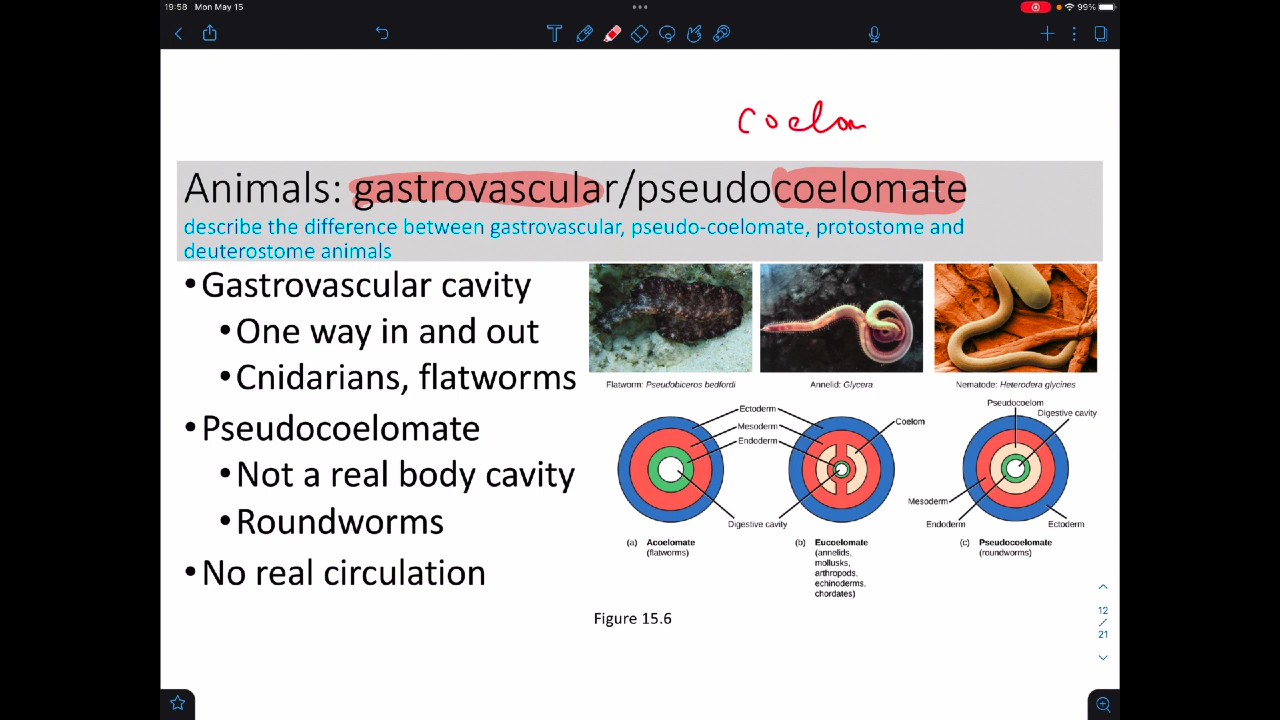 19:58 Mon May 15
99%
coelom
Animals: gastrovascular/pseudocoelomate
describe the difference between gastrovascular, pseudo-coelomate, protostome and
deuterostome animals
•Gastrovascular cavity
•One way in and out
•Cnidarians, flatworms
•Pseudocoelomate
•Not a real body cavity
•Roundworms
•No real circulation
Flatworm: Pseudobiceros bedfordi
Annelid: Glycera
Nematode: Heterodera glycines
Ectoderm
Mesoderm
Endoderm
Coelom
Digestive cavity
Pseudocoelom
Digestive cavity
Mesoderm
Endoderm
Ectoderm
(a) Acoelomate
(flatworms)
(b) Eucoelomate
(annelids,
mollusks,
arthropods,
echinoderms,
chordates)
(c) Pseudocoelomate
(roundworms)
Figure 15.6
12
/
21